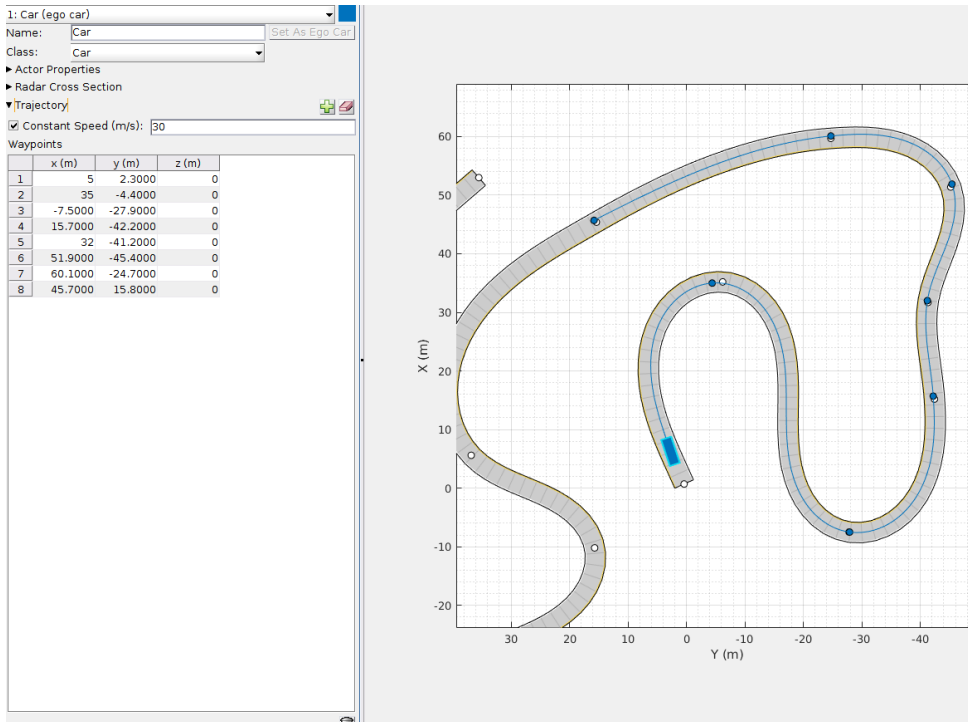 1: Car (ego car)
Name: Car Set As Ego Car
Class: Car
Actor Properties
Radar Cross Section
Trajectory
Constant Speed (m/s): 30
Waypoints
x (m) y (m) z (m)
1 5 2.3000 0
2 35 -4.4000 0
3 -7.5000 -27.9000 0
4 15.7000 -42.2000 0
5 32 -41.2000 0
6 51.9000 -45.4000 0
7 60.1000 -24.7000 0
8 45.7000 15.8000 0
60
50
40
30
20
10
0
-10
-20
X (m)
30 20 10 0 -10 -20 -30 -40
Y (m)